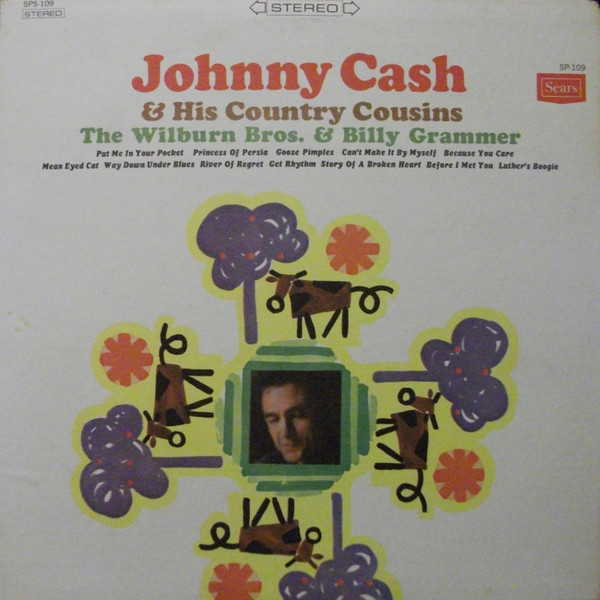 SPS-109
STEREO
STEREO
SP-109
Sears
Johnny Cash
& His Country Cousins
The Wilburn Bros. & Billy Grammer
Put Me In Your Pocket Princess Of Persia Goose Pimples Can't Make It By Myself Because You Care
Mean Eyed Cat Way Down Under Blues River Of Regret Get Rhythm Story Of A Broken Heart Before I Met You Luther's Boogie